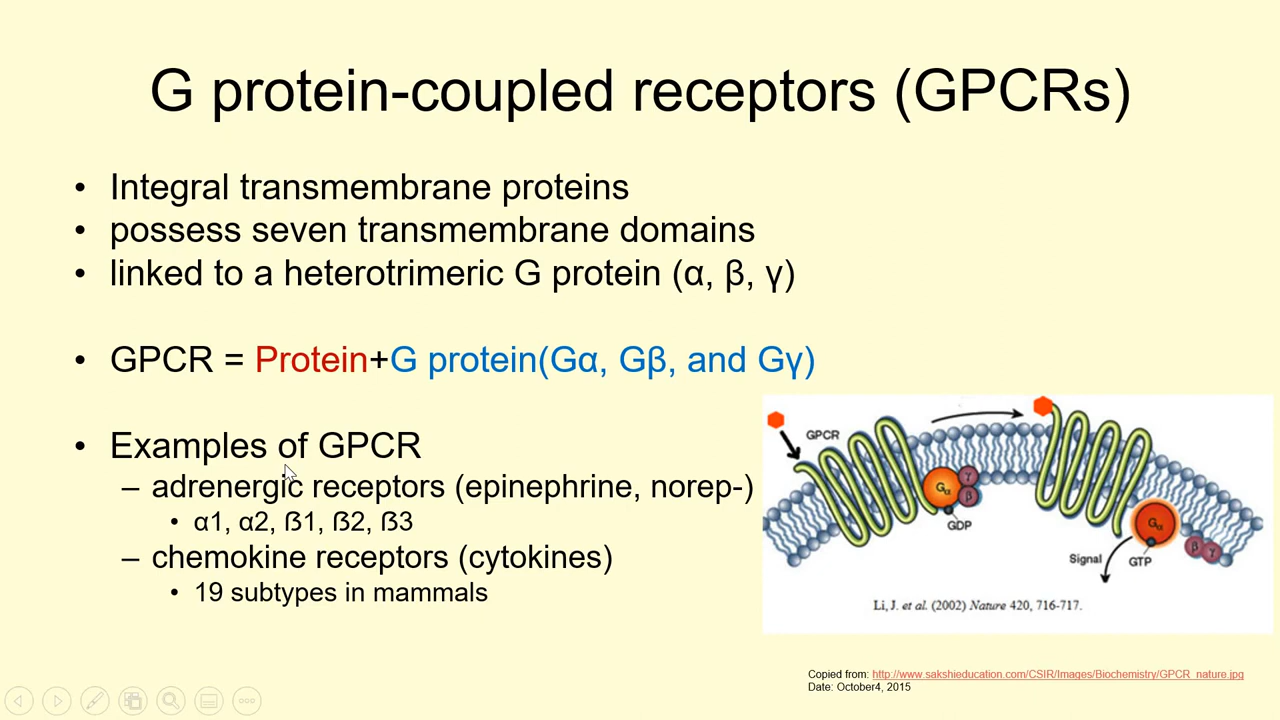 G protein-coupled receptors (GPCRs)
• Integral transmembrane proteins
• possess seven transmembrane domains
• linked to a heterotrimeric G protein (α, β, γ)
• GPCR = Protein+G protein(Gα, Gβ, and Gγ)
• Examples of GPCR
– adrenergic receptors (epinephrine, norep-)
• α1, α2, ß1, ß2, ß3
– chemokine receptors (cytokines)
• 19 subtypes in mammals
GPCR
Gα
γ
β
GDP
Gα
β
γ
Signal
GTP
Li, J. et al. (2002) Nature 420, 716-717.
Copied from: http://www.sakshieducation.com/CSIR/Images/Biochemistry/GPCR_nature.jpg
Date: October4, 2015